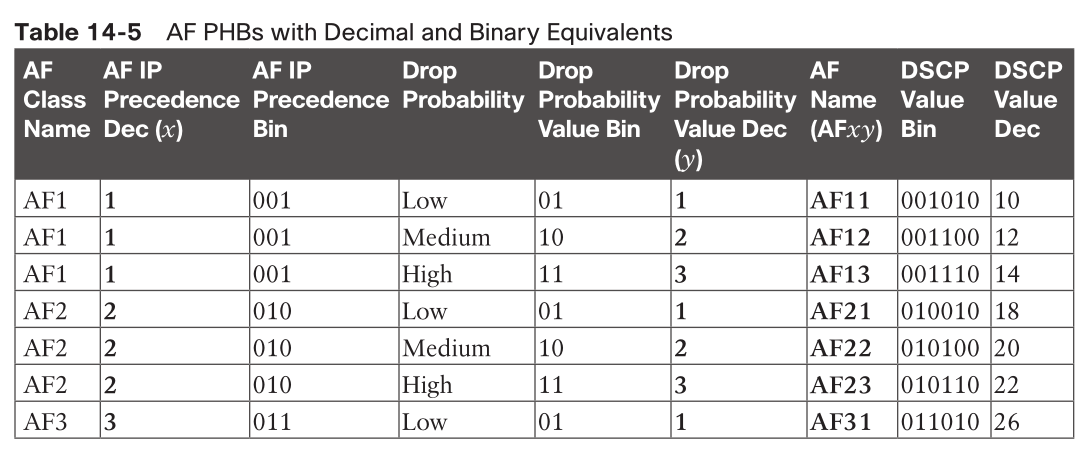 Table 14-5 AF PHBs with Decimal and Binary Equivalents
AF AF IP AF IP Drop Drop Drop AF DSCP DSCP
Class Precedence Precedence Probability Probability Probability Name Value Value
Name Dec (x) Bin Value Bin Value Dec (AFxy) Bin Dec
(y)
AF1 1 001 Low 01 1 AF11 001010 10
AF1 1 001 Medium 10 2 AF12 001100 12
AF1 1 001 High 11 3 AF13 001110 14
AF2 2 010 Low 01 1 AF21 010010 18
AF2 2 010 Medium 10 2 AF22 010100 20
AF2 2 010 High 11 3 AF23 010110 22
AF3 3 011 Low 01 1 AF31 011010 26